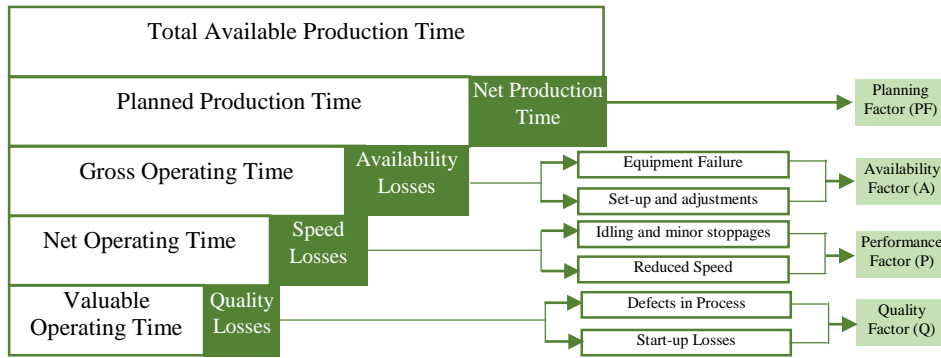 Total Available Production Time
Planned Production Time
Net Production
Time
Planning
Factor (PF)
Gross Operating Time
Availability
Losses
Equipment Failure
Set-up and adjustments
Availability
Factor (A)
Net Operating Time
Speed
Losses
Idling and minor stoppages
Reduced Speed
Performance
Factor (P)
Valuable
Operating Time
Quality
Losses
Defects in Process
Start-up Losses
Quality
Factor (Q)